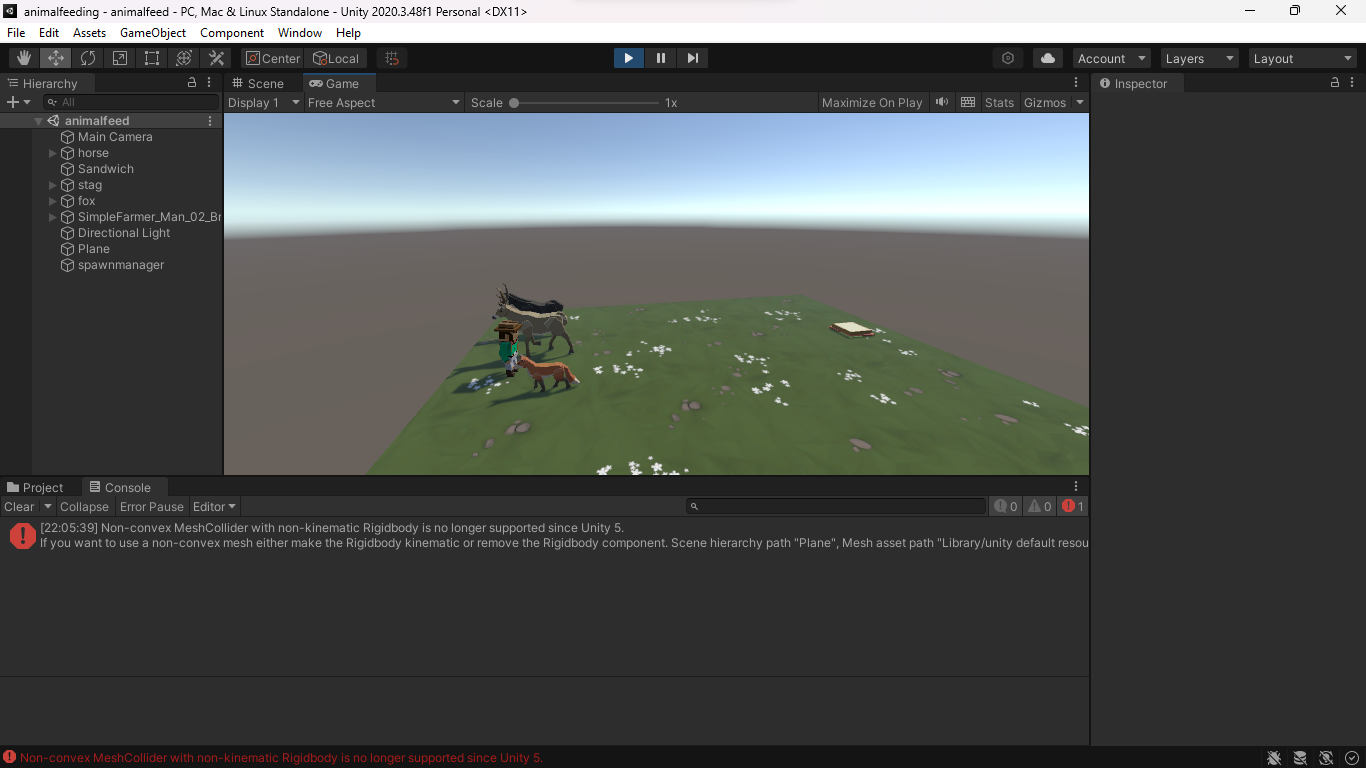 animalfeeding - animalfeed - PC, Mac & Linux Standalone - Unity 2020.3.48f1 Personal <DX11>
File Edit Assets GameObject Component Window Help
Center Local Account Layers Layout
Hierarchy Scene Game Inspector
All Display 1 Free Aspect Scale 1x Maximize On Play Stats Gizmos
animalfeed
Main Camera
horse
Sandwich
stag
fox
SimpleFarmer_Man_02_Br
Directional Light
Plane
spawnmanager
Project Console
Clear Collapse Error Pause Editor 0 0 1
[22:05:39] Non-convex MeshCollider with non-kinematic Rigidbody is no longer supported since Unity 5.
If you want to use a non-convex mesh either make the Rigidbody kinematic or remove the Rigidbody component. Scene hierarchy path "Plane", Mesh asset path "Library/unity default resou
Non-convex MeshCollider with non-kinematic Rigidbody is no longer supported since Unity 5.